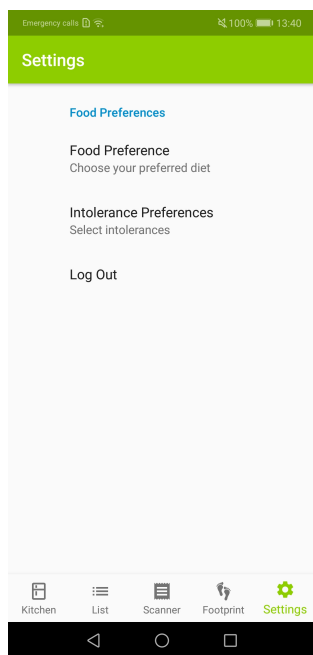 Emergency calls 100% 13:40
Settings
Food Preferences
Food Preference
Choose your preferred diet
Intolerance Preferences
Select intolerances
Log Out
Kitchen List Scanner Footprint Settings